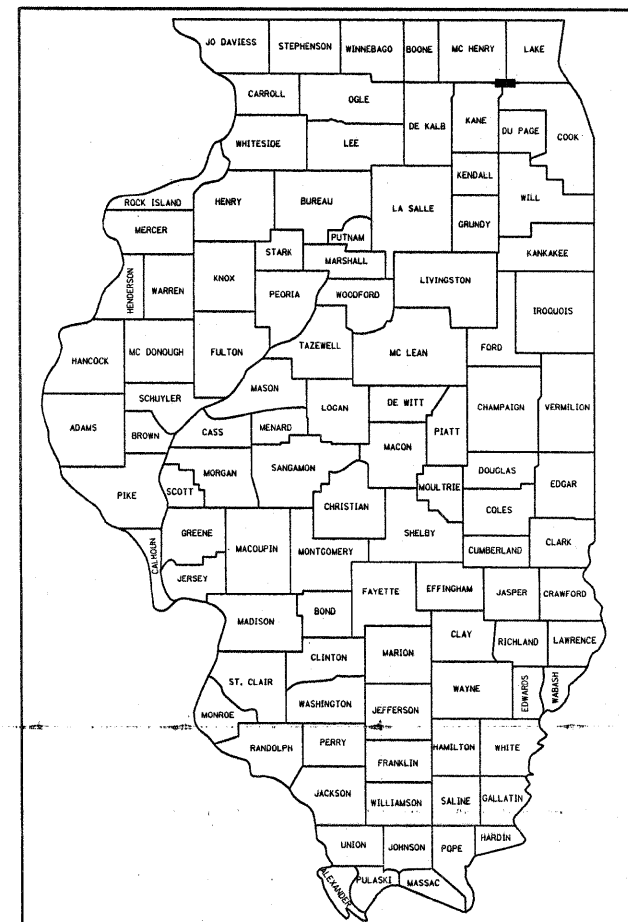 JO DAVIESS
STEPHENSON
WINNEBAGO
BOONE
MC HENRY
LAKE
CARROLL
OGLE
DE KALB
KANE
DU PAGE
COOK
WHITESIDE
LEE
KENDALL
WILL
ROCK ISLAND
HENRY
BUREAU
LA SALLE
GRUNDY
MERCER
PUTNAM
STARK
MARSHALL
KANKAKEE
HENDERSON
WARREN
KNOX
PEORIA
WOODFORD
LIVINGSTON
IROQUOIS
HANCOCK
MC DONOUGH
FULTON
TAZEWELL
MC LEAN
FORD
SCHUYLER
MASON
LOGAN
DE WITT
CHAMPAIGN
VERMILION
ADAMS
BROWN
CASS
MENARD
PIATT
MACON
SANGAMON
MORGAN
SCOTT
PIKE
CHRISTIAN
MOULTRIE
DOUGLAS
EDGAR
COLES
CALHOUN
GREENE
MACOUPIN
MONTGOMERY
SHELBY
CUMBERLAND
CLARK
JERSEY
FAYETTE
EFFINGHAM
JASPER
CRAWFORD
MADISON
BOND
CLAY
RICHLAND
LAWRENCE
MARION
CLINTON
ST. CLAIR
WAYNE
EDWARDS
WABASH
WASHINGTON
JEFFERSON
MONROE
RANDOLPH
PERRY
HAMILTON
WHITE
FRANKLIN
JACKSON
WILLIAMSON
SALINE
GALLATIN
UNION
JOHNSON
POPE
HARDIN
ALEXANDER
PULASKI
MASSAC